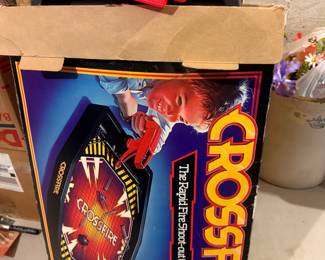 CROSSF
The Rapid Fire Shoot-out
CROSSFIRE
CROSSFIRE